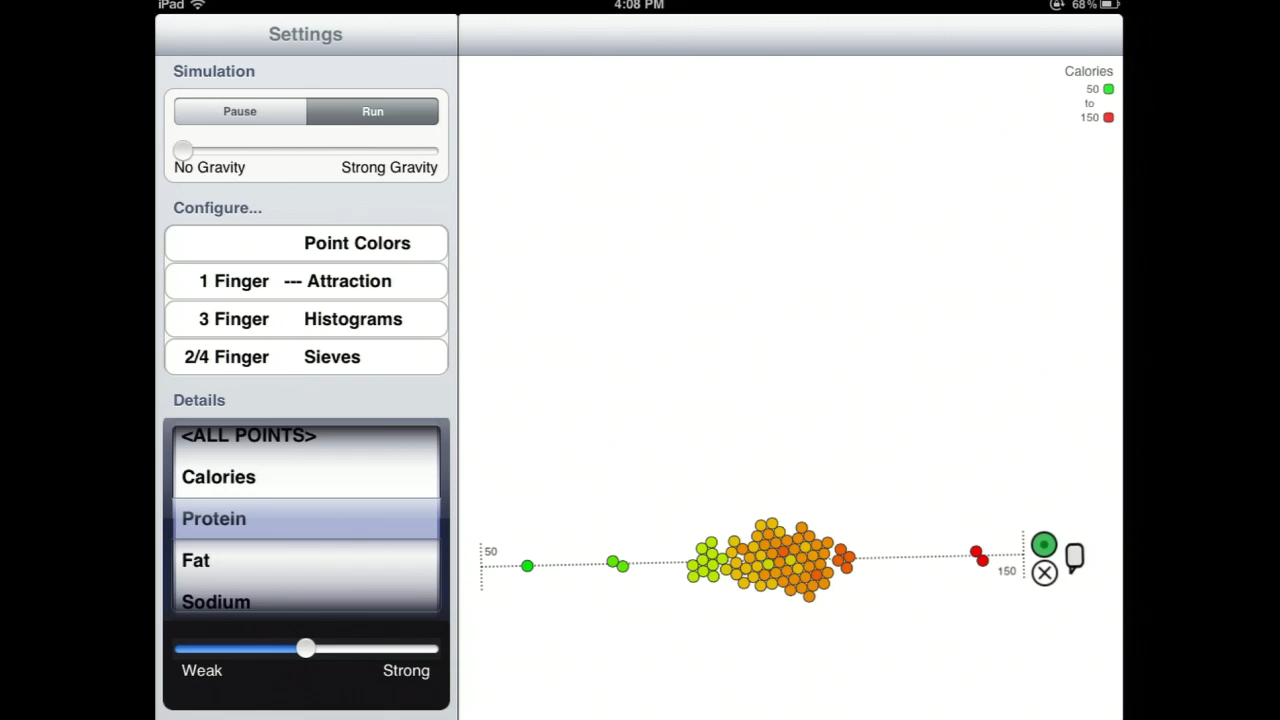 iPad 4:08 PM 68%
Settings
Simulation
Pause Run
No Gravity Strong Gravity
Configure...
Point Colors
1 Finger --- Attraction
3 Finger Histograms
2/4 Finger Sieves
Details
<ALL POINTS>
Calories
Protein
Fat
Sodium
Weak Strong
Calories
50
to
150
50
150